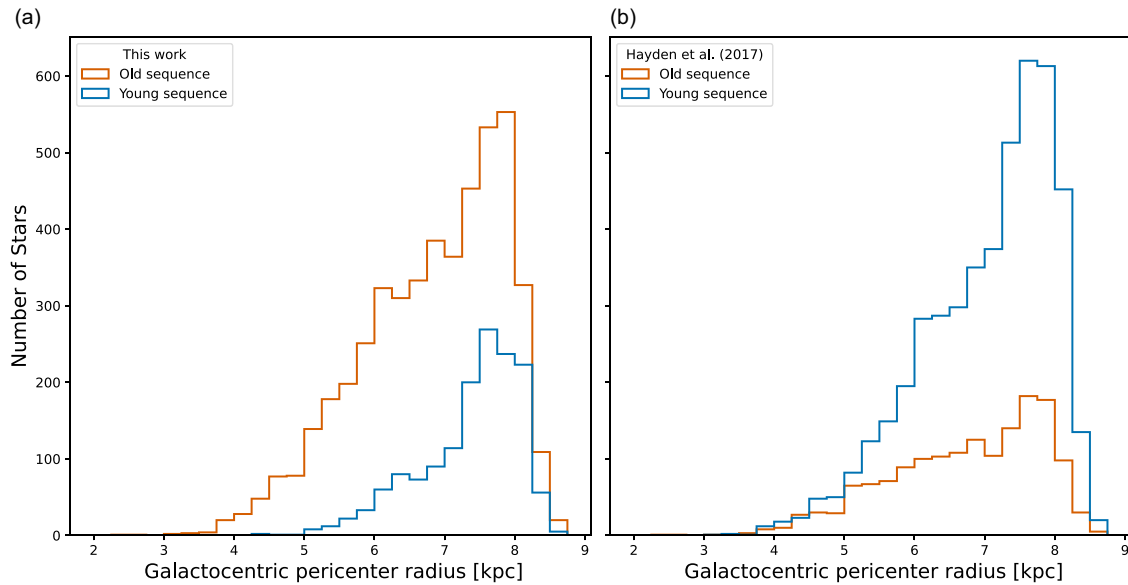 (a)
This work
Old sequence
Young sequence
Number of Stars
600
500
400
300
200
100
0
2 3 4 5 6 7 8 9
Galactocentric pericenter radius [kpc]
(b)
Hayden et al. (2017)
Old sequence
Young sequence
2 3 4 5 6 7 8 9
Galactocentric pericenter radius [kpc]